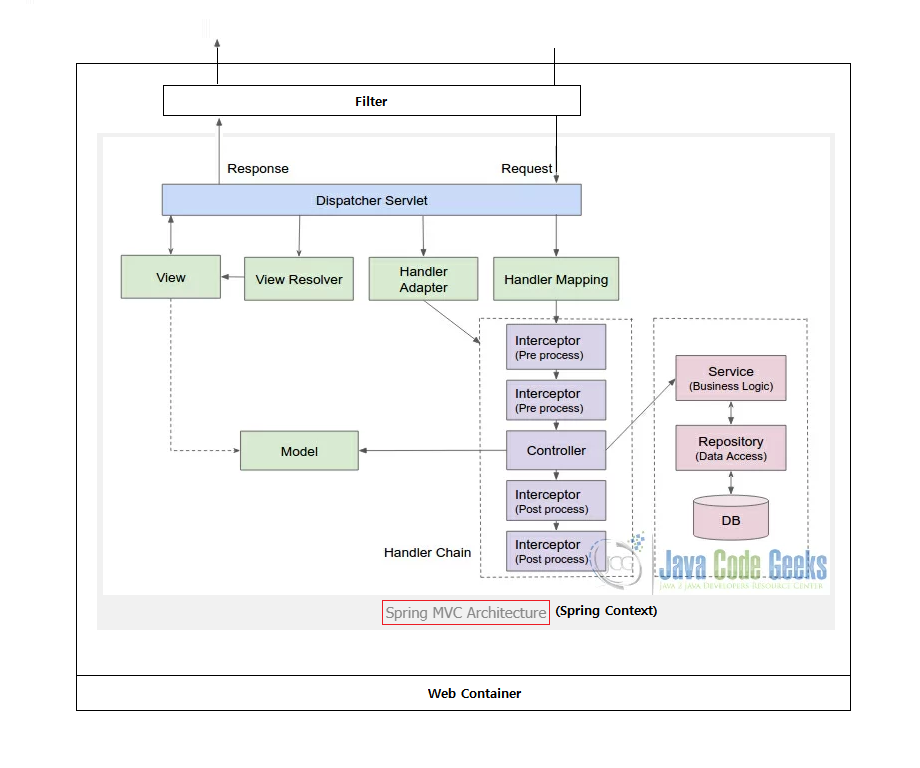 Filter
Response
Request
Dispatcher Servlet
View
View Resolver
Handler
Adapter
Handler Mapping
Interceptor
(Pre process)
Interceptor
(Pre process)
Controller
Interceptor
(Post process)
Interceptor
(Post process)
Service
(Business Logic)
Repository
(Data Access)
DB
Model
Handler Chain
JCG
Java Code Geeks
Java 2 Java Developers Resource Center
Spring MVC Architecture (Spring Context)
Web Container